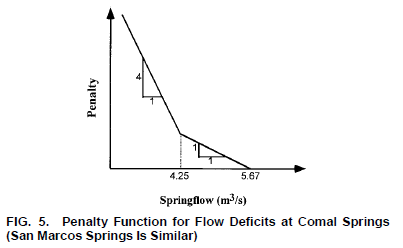 Penalty
4
1
1
1
4.25
5.67
Springflow (m³/s)
FIG. 5. Penalty Function for Flow Deficits at Comal Springs
(San Marcos Springs Is Similar)